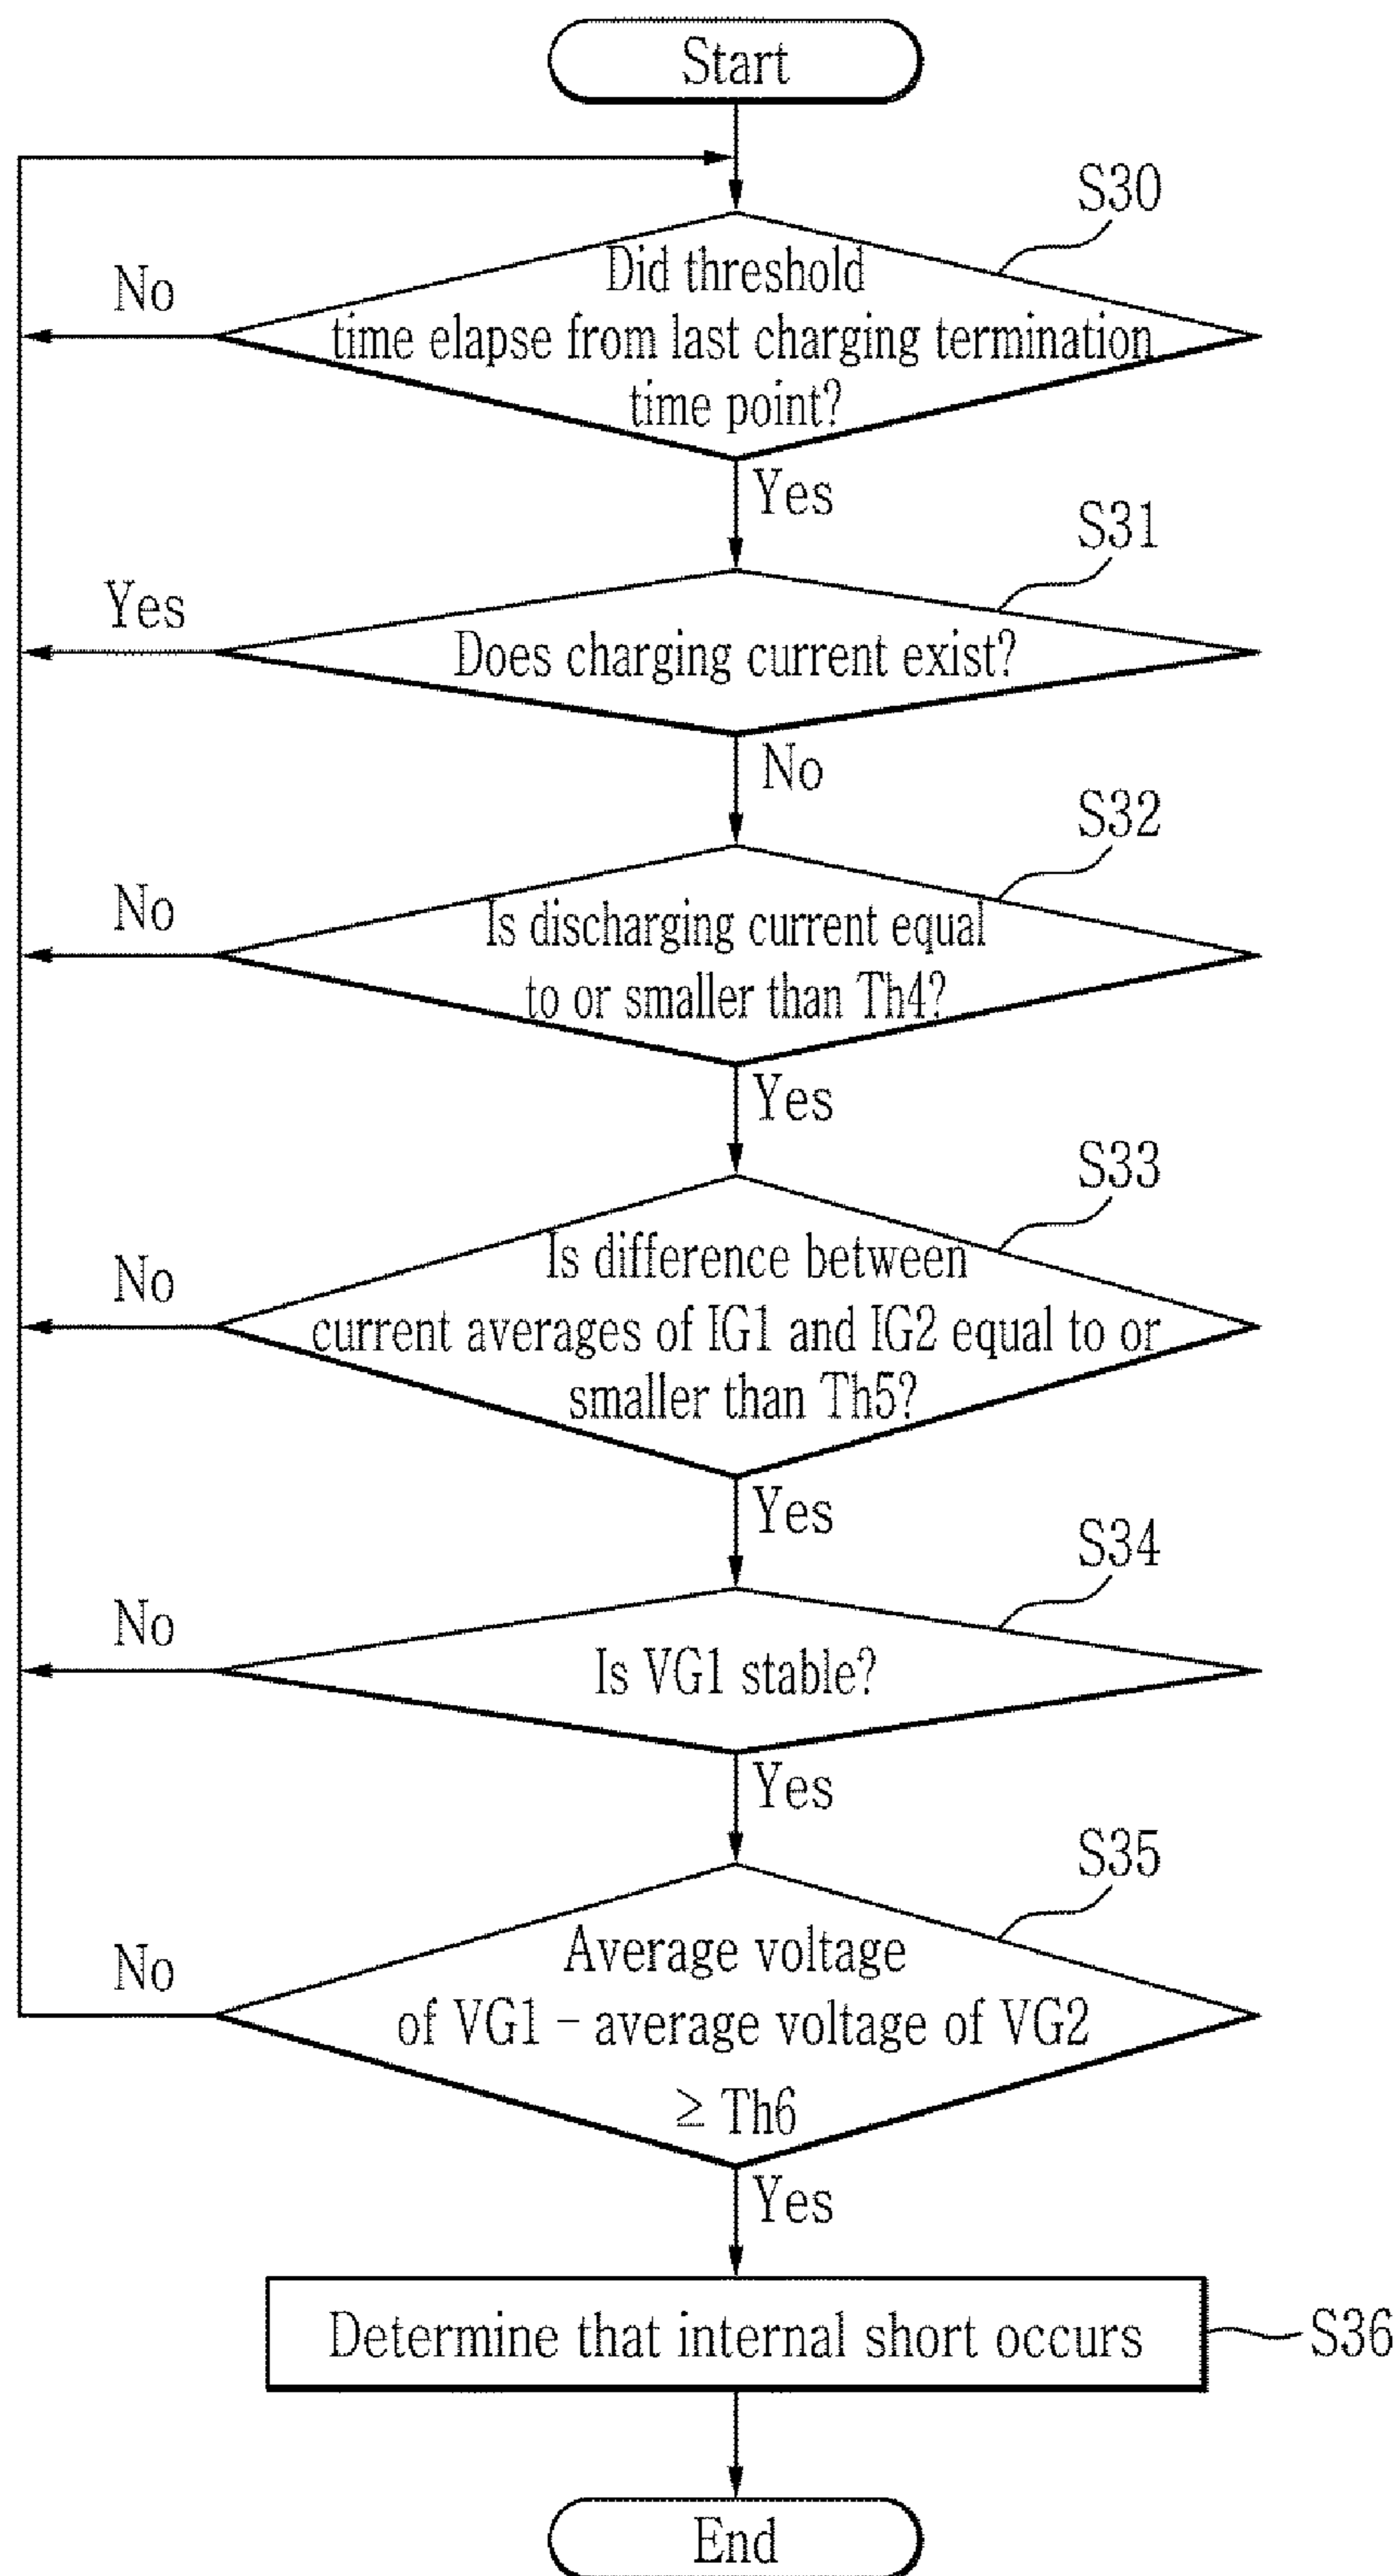 Start
S30
Did threshold
time elapse from last charging termination
time point?
No
Yes
S31
Does charging current exist?
Yes
No
S32
Is discharging current equal
to or smaller than Th4?
No
Yes
S33
Is difference between
current averages of IG1 and IG2 equal to or
smaller than Th5?
No
Yes
S34
Is VG1 stable?
No
Yes
S35
Average voltage
of VG1 − average voltage of VG2
≥ Th6
No
Yes
Determine that internal short occurs
S36
End